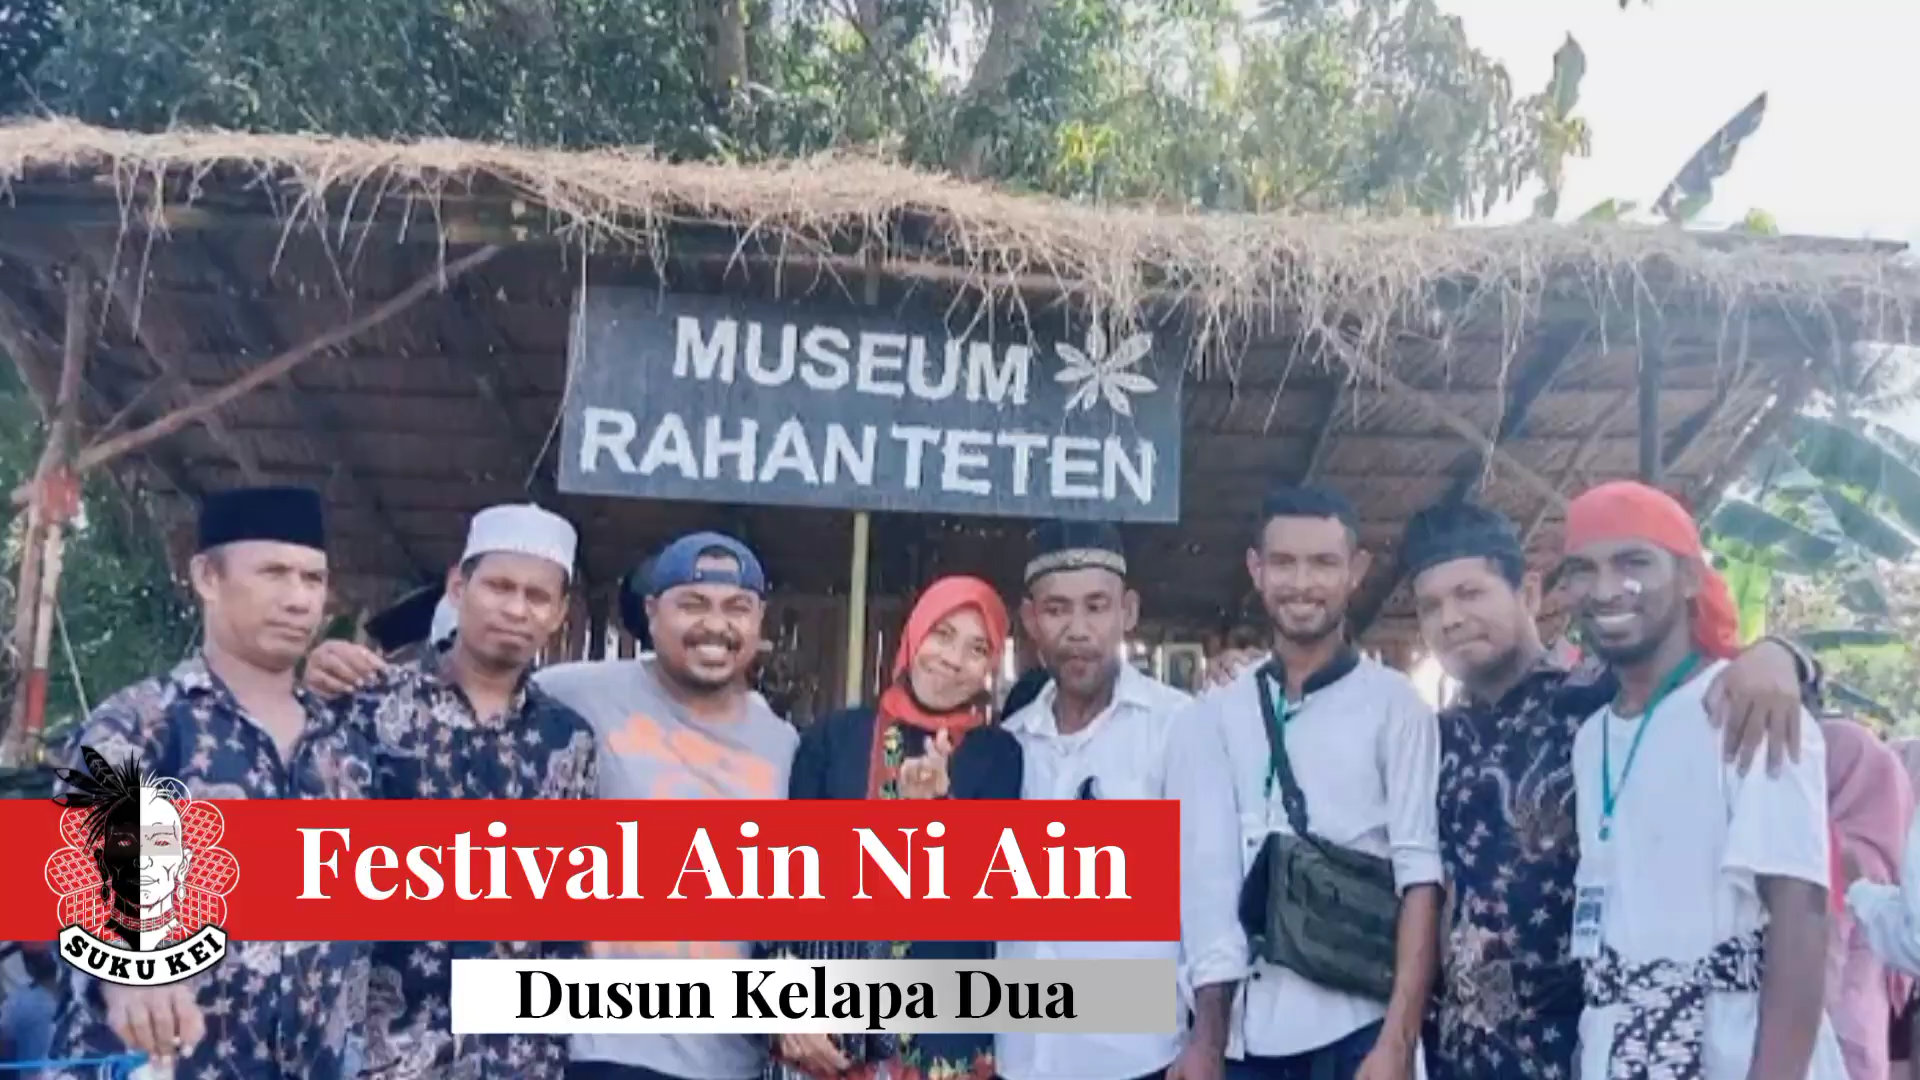 MUSEUM
RAHAN TETEN
Festival Ain Ni Ain
SUKU KEI
Dusun Kelapa Dua